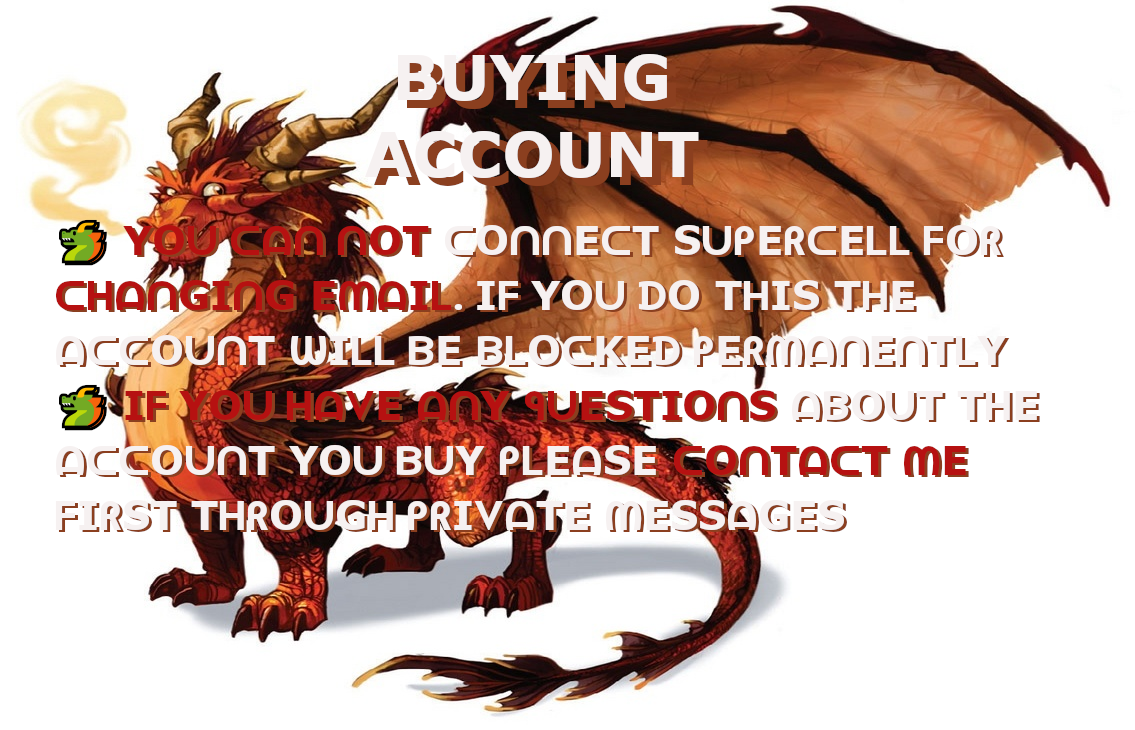 BUYING
ACCOUNT
🐲 YOU CAN NOT CONNECT SUPERCELL FOR
CHANGING EMAIL. IF YOU DO THIS THE
ACCOUNT WILL BE BLOCKED PERMANENTLY
🐲 IF YOU HAVE ANY QUESTIONS ABOUT THE
ACCOUNT YOU BUY PLEASE CONTACT ME
FIRST THROUGH PRIVATE MESSAGES